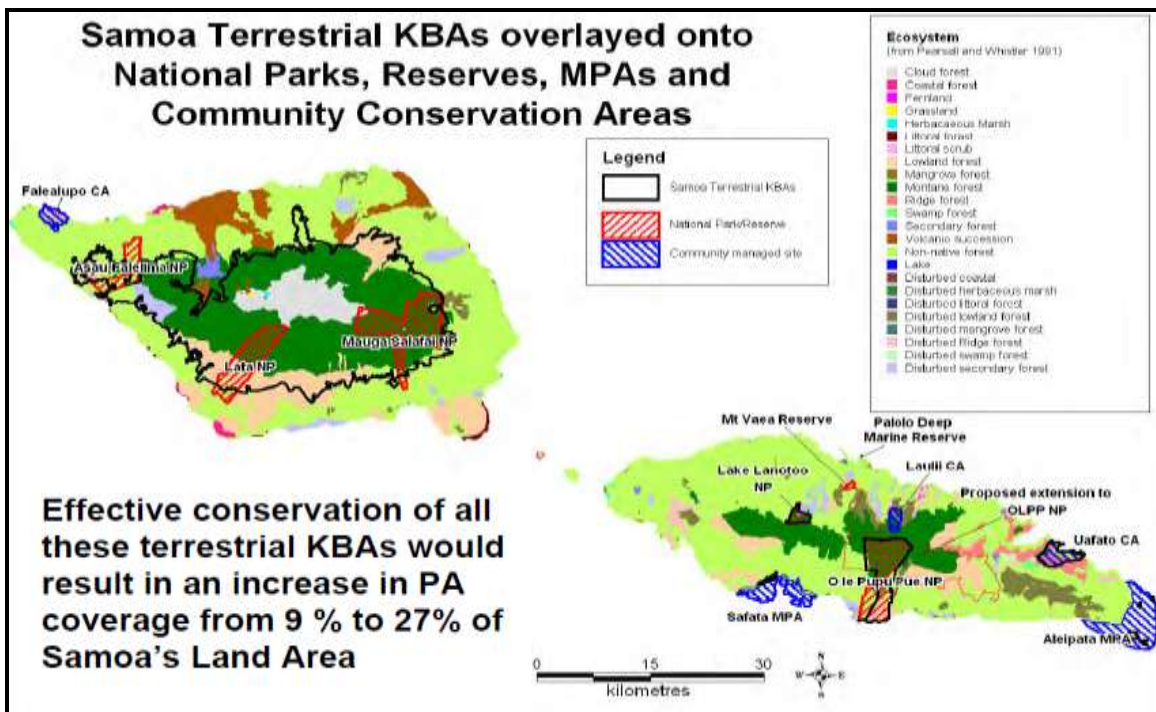 Samoa Terrestrial KBAs overlayed onto
National Parks, Reserves, MPAs and
Community Conservation Areas
Ecosystem
(from Pearsall and Whistler 1991)
Cloud forest
Coastal forest
Fernland
Grassland
Herbaceous Marsh
Littoral forest
Littoral scrub
Lowland forest
Mangrove forest
Montane forest
Ridge forest
Swamp forest
Secondary forest
Volcanic succession
Non-native forest
Lake
Disturbed coastal
Disturbed herbaceous marsh
Disturbed littoral forest
Disturbed lowland forest
Disturbed mangrove forest
Disturbed Ridge forest
Disturbed swamp forest
Disturbed secondary forest
Legend
Samoa Terrestrial KBAs
National Park/Reserve
Community managed site
Falealupo CA
Asau Falelima NP
Mauga Salafai NP
Lata NP
Mt Vaea Reserve
Palolo Deep
Marine Reserve
Lake Lanotoo
NP
Laulii CA
Proposed extension to
OLPP NP
Uafato CA
O le Pupu Pue NP
Safata MPA
Aleipata MPA
Effective conservation of all
these terrestrial KBAs would
result in an increase in PA
coverage from 9 % to 27% of
Samoa's Land Area
0 15 30
kilometres
N
W E
S